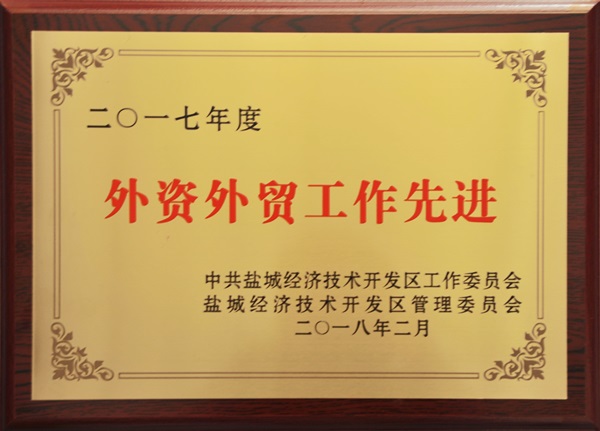 二〇一七年度
外资外贸工作先进
中共盐城经济技术开发区工作委员会
盐城经济技术开发区管理委员会
二〇一八年二月